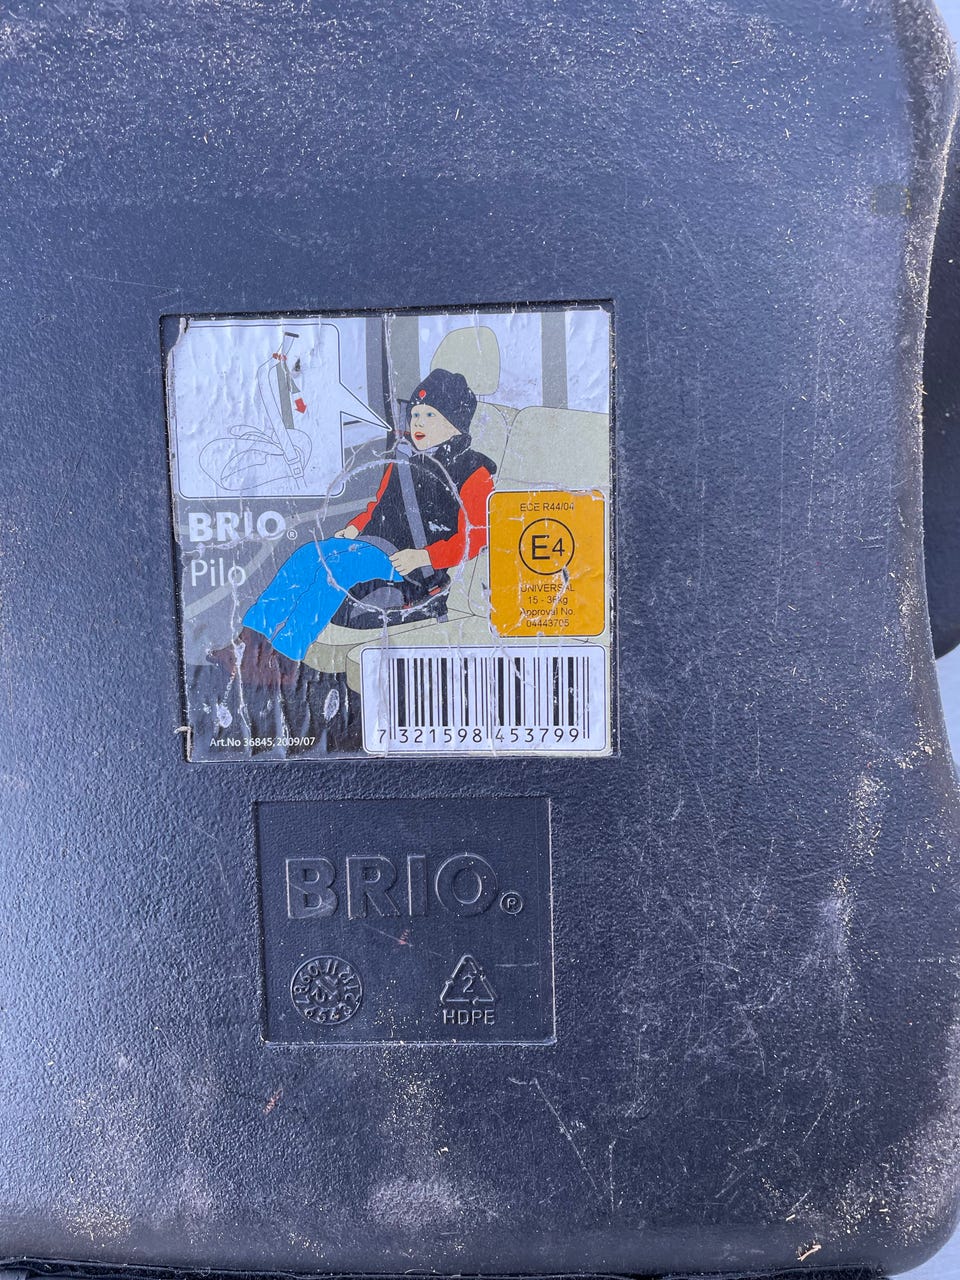 BRIO®
Pilo
ECE R44/04
E4
UNIVERSAL
15 - 36kg
Approval No.
04443705
7 321598 453799
Art.No 36845, 2009/07
BRIO®
2
HDPE